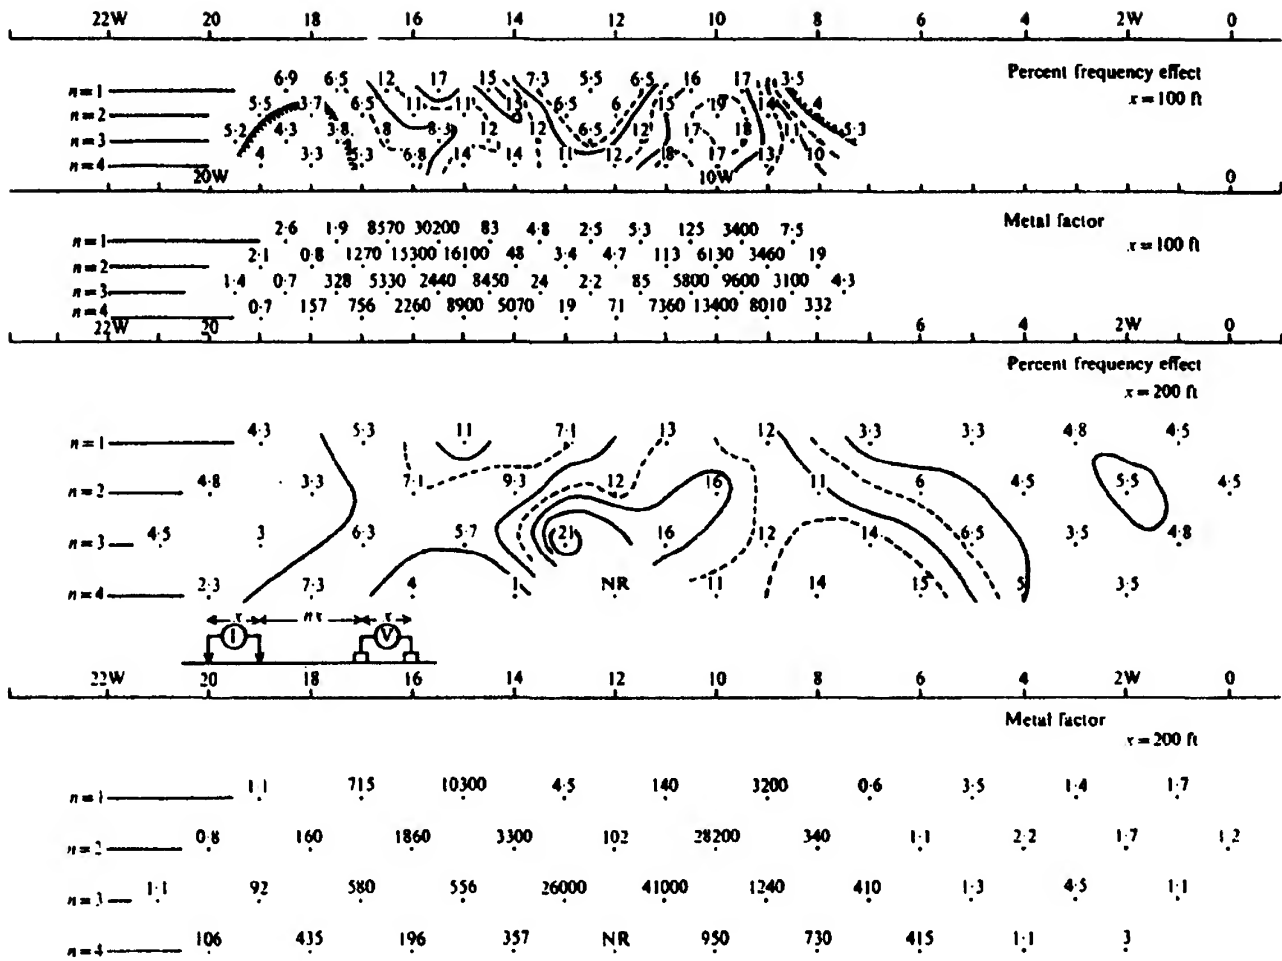 22W 20 18 16 14 12 10 8 6 4 2W 0
Percent frequency effect
x = 100 ft
n = 1 6·9 6·5 12 17 15 7·3 5·5 6·5 16 17 3·5
n = 2 5·5 3·7 6·5 11 11 13 6·5 6 15 19 14 4
n = 3 5·2 4·3 3·8 8 8·3 12 12 6·5 12 17 18 11 5·3
n = 4 4 3·3 5·3 6·8 14 14 11 12 18 17 13 10
20W 10W 0
Metal factor
x = 100 ft
n = 1 2·6 1·9 8570 30200 83 4·8 2·5 5·3 125 3400 7·5
n = 2 2·1 0·8 1270 15300 16100 48 3·4 4·7 113 6130 3460 19
n = 3 1·4 0·7 328 5330 2440 8450 24 2·2 85 5800 9600 3100 4·3
n = 4 0·7 157 756 2260 8900 5070 19 71 7360 13400 8010 332
22W 20 6 4 2W 0
Percent frequency effect
x = 200 ft
n = 1 4·3 5·3 11 7·1 13 12 3·3 3·3 4·8 4·5
n = 2 4·8 3·3 7·1 9·3 12 16 11 6 4·5 5·5 4·5
n = 3 4·5 3 6·3 5·7 21 16 12 14 6·5 3·5 4·8
n = 4 2·3 7·3 4 1 NR 11 14 15 5 3·5
x nx x
I V
22W 20 18 16 14 12 10 8 6 4 2W 0
Metal factor
x = 200 ft
n = 1 1·1 715 10300 4·5 140 3200 0·6 3·5 1·4 1·7
n = 2 0·8 160 1860 3300 102 28200 340 1·1 2·2 1·7 1·2
n = 3 1·1 92 580 556 26000 41000 1240 410 1·3 4·5 1·1
n = 4 106 435 196 357 NR 950 730 415 1·1 3